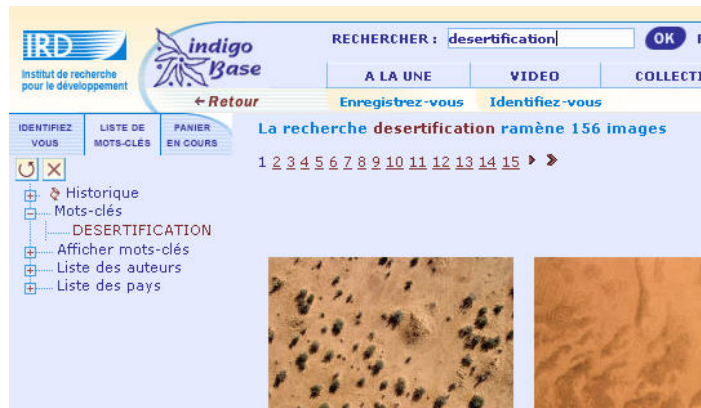 IRD
Institut de recherche
pour le développement
indigo
Base
← Retour
RECHERCHER : desertification
OK
A LA UNE
VIDEO
COLLECTI
Enregistrez-vous
Identifiez-vous
IDENTIFIEZ
VOUS
LISTE DE
MOTS-CLÉS
PANIER
EN COURS
La recherche desertification ramène 156 images
1 2 3 4 5 6 7 8 9 10 11 12 13 14 15
Historique
Mots-clés
DESERTIFICATION
Afficher mots-clés
Liste des auteurs
Liste des pays